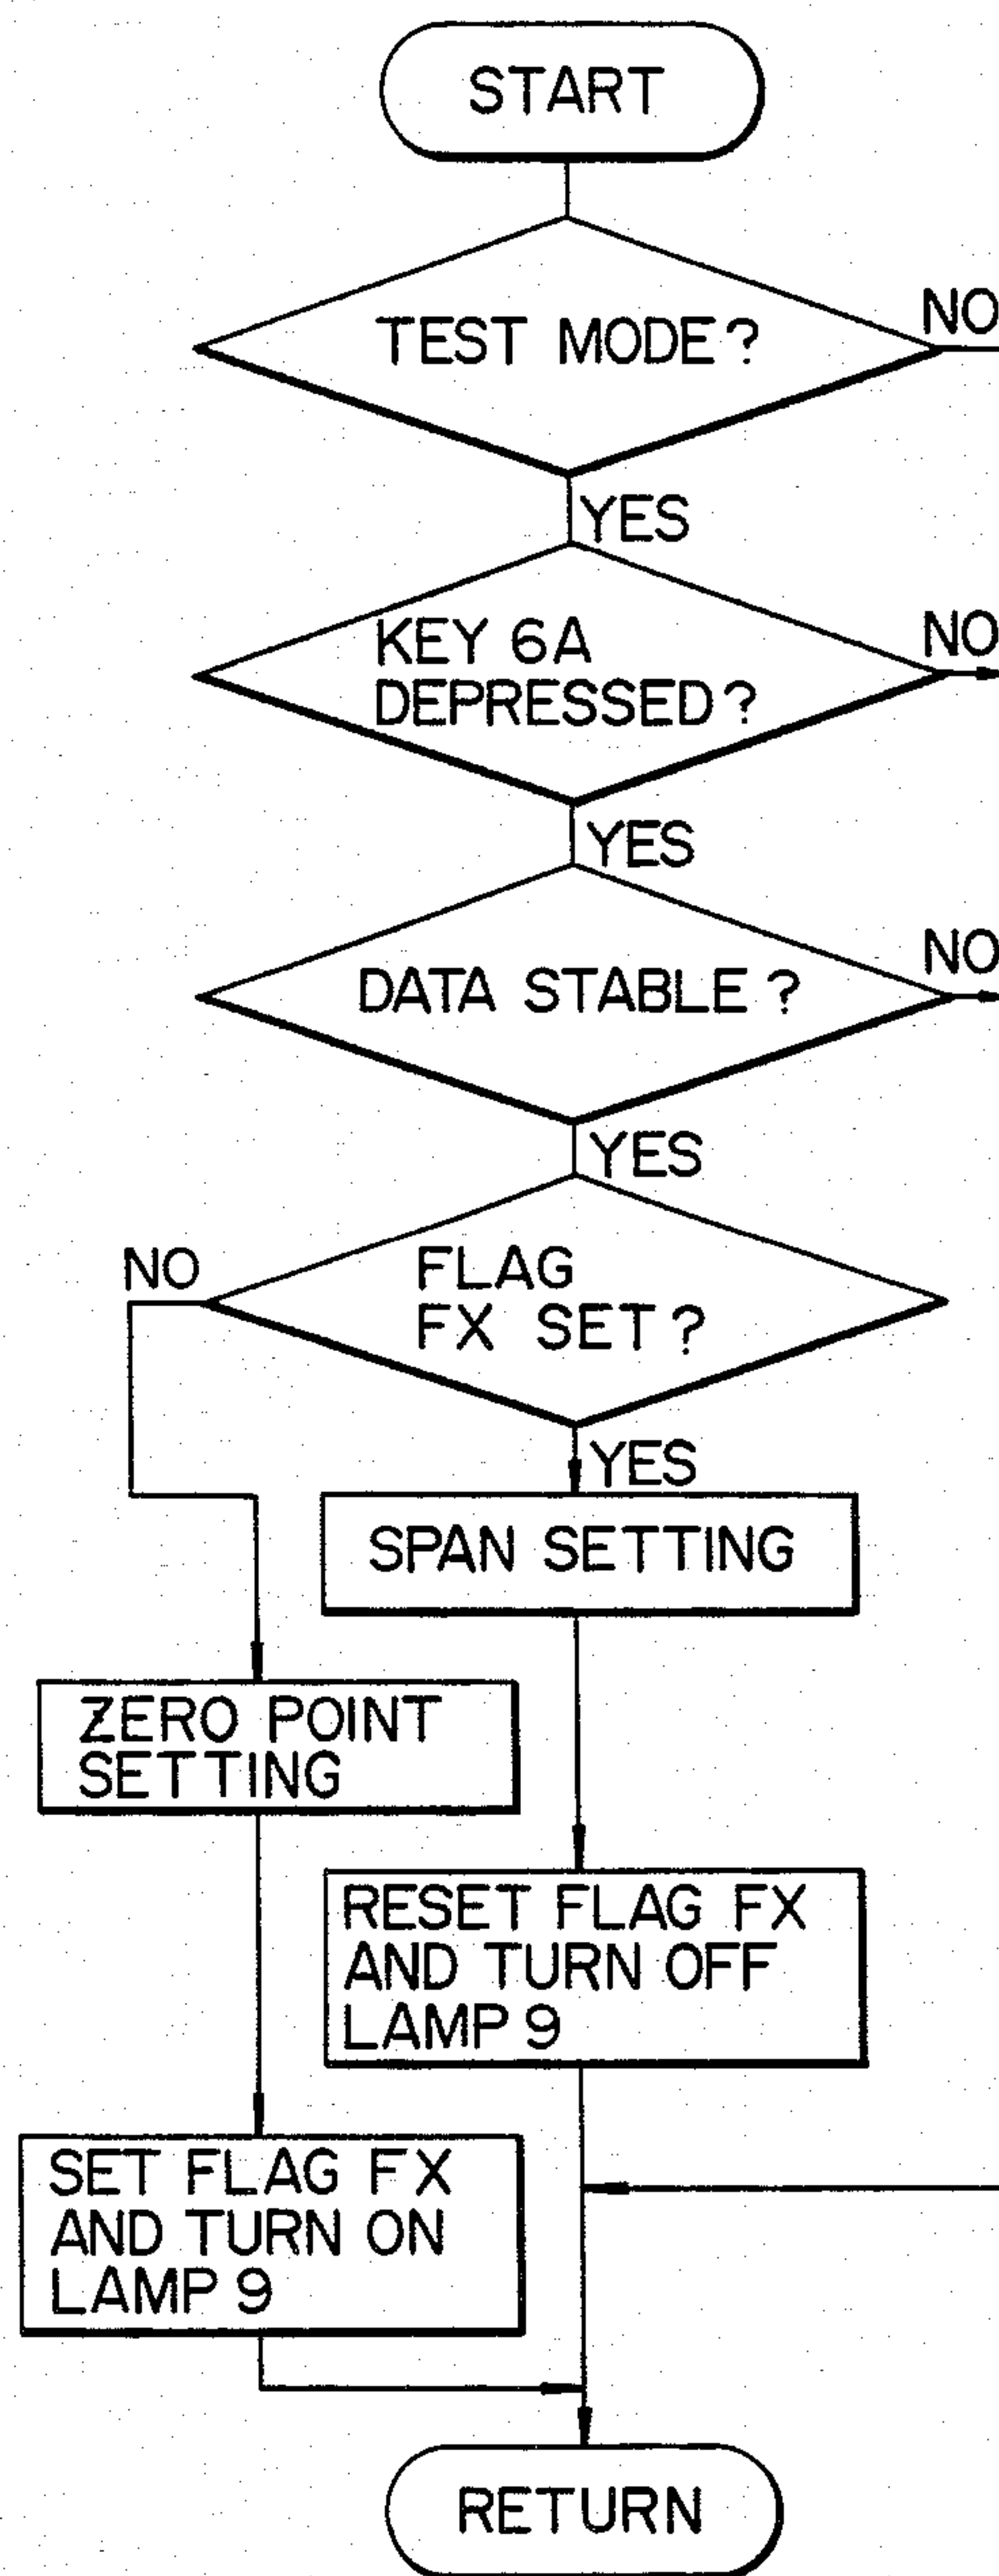 START
TEST MODE?
NO
YES
KEY 6A
DEPRESSED?
NO
YES
DATA STABLE?
NO
YES
FLAG
FX SET?
NO
YES
SPAN SETTING
ZERO POINT
SETTING
RESET FLAG FX
AND TURN OFF
LAMP 9
SET FLAG FX
AND TURN ON
LAMP 9
RETURN